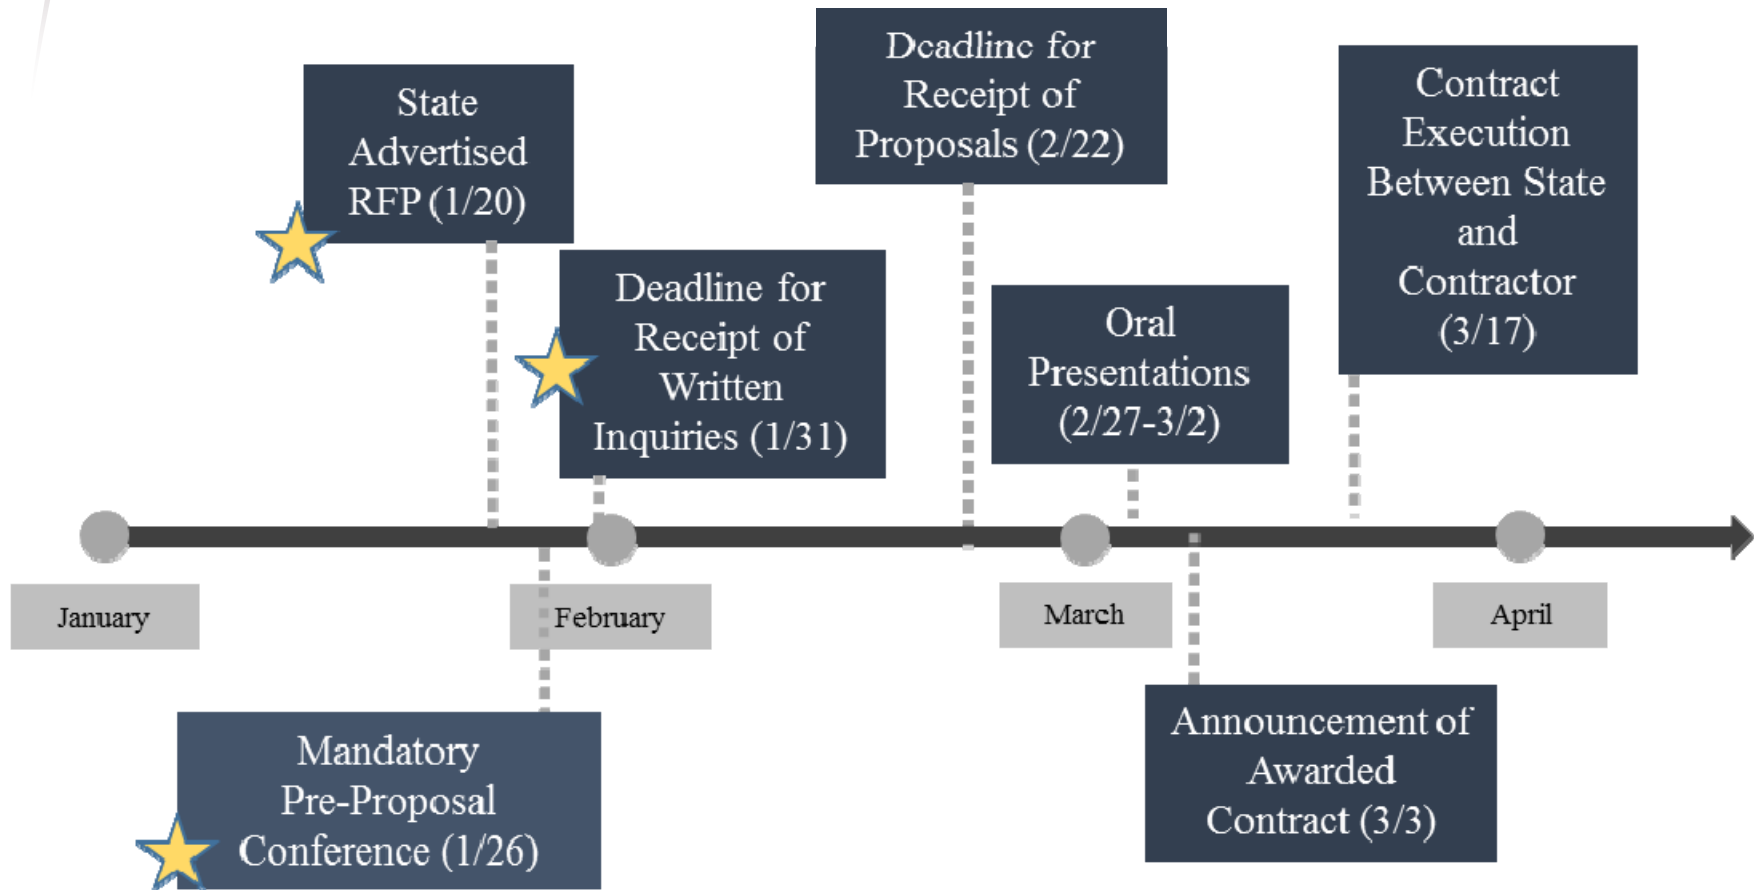 State
Advertised
RFP (1/20)
Deadline for
Receipt of
Written
Inquiries (1/31)
Deadline for
Receipt of
Proposals (2/22)
Oral
Presentations
(2/27-3/2)
Contract
Execution
Between State
and
Contractor
(3/17)
January
February
March
April
Mandatory
Pre-Proposal
Conference (1/26)
Announcement of
Awarded
Contract (3/3)